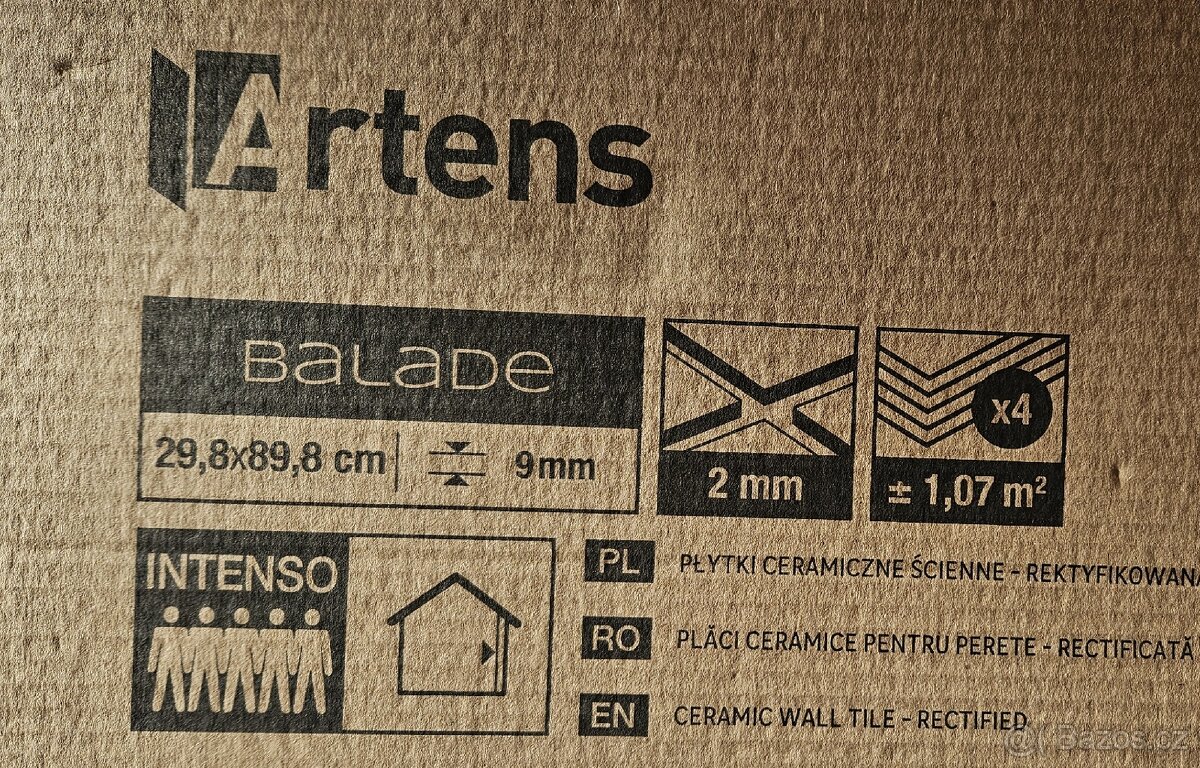 Artens
BALADE
29,8x89,8 cm
9mm
2 mm
x4
± 1,07 m²
INTENSO
PL PŁYTKI CERAMICZNE ŚCIENNE - REKTYFIKOWAN
RO PLĂCI CERAMICE PENTRU PERETE - RECTIFICATĂ
EN CERAMIC WALL TILE - RECTIFIED
Bazos.cz